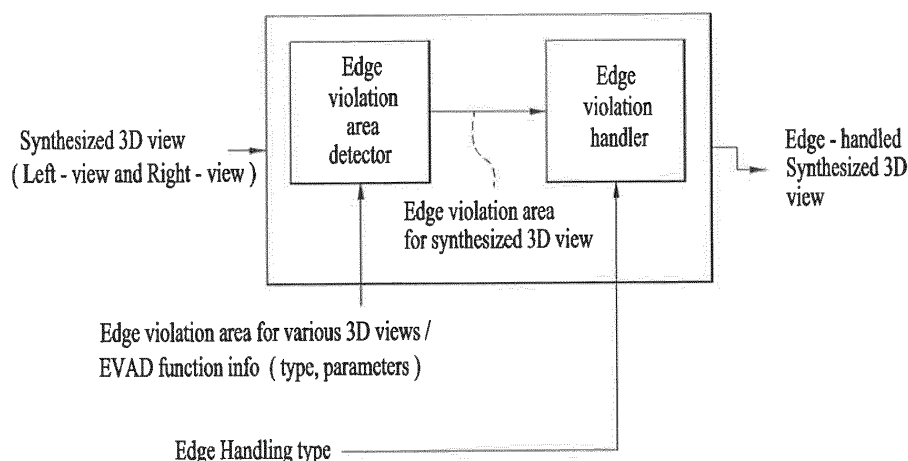 Edge
violation
area
detector
Edge
violation
handler
Synthesized 3D view
( Left - view and Right - view )
Edge - handled
Synthesized 3D
view
Edge violation area
for synthesized 3D view
Edge violation area for various 3D views /
EVAD function info ( type, parameters )
Edge Handling type